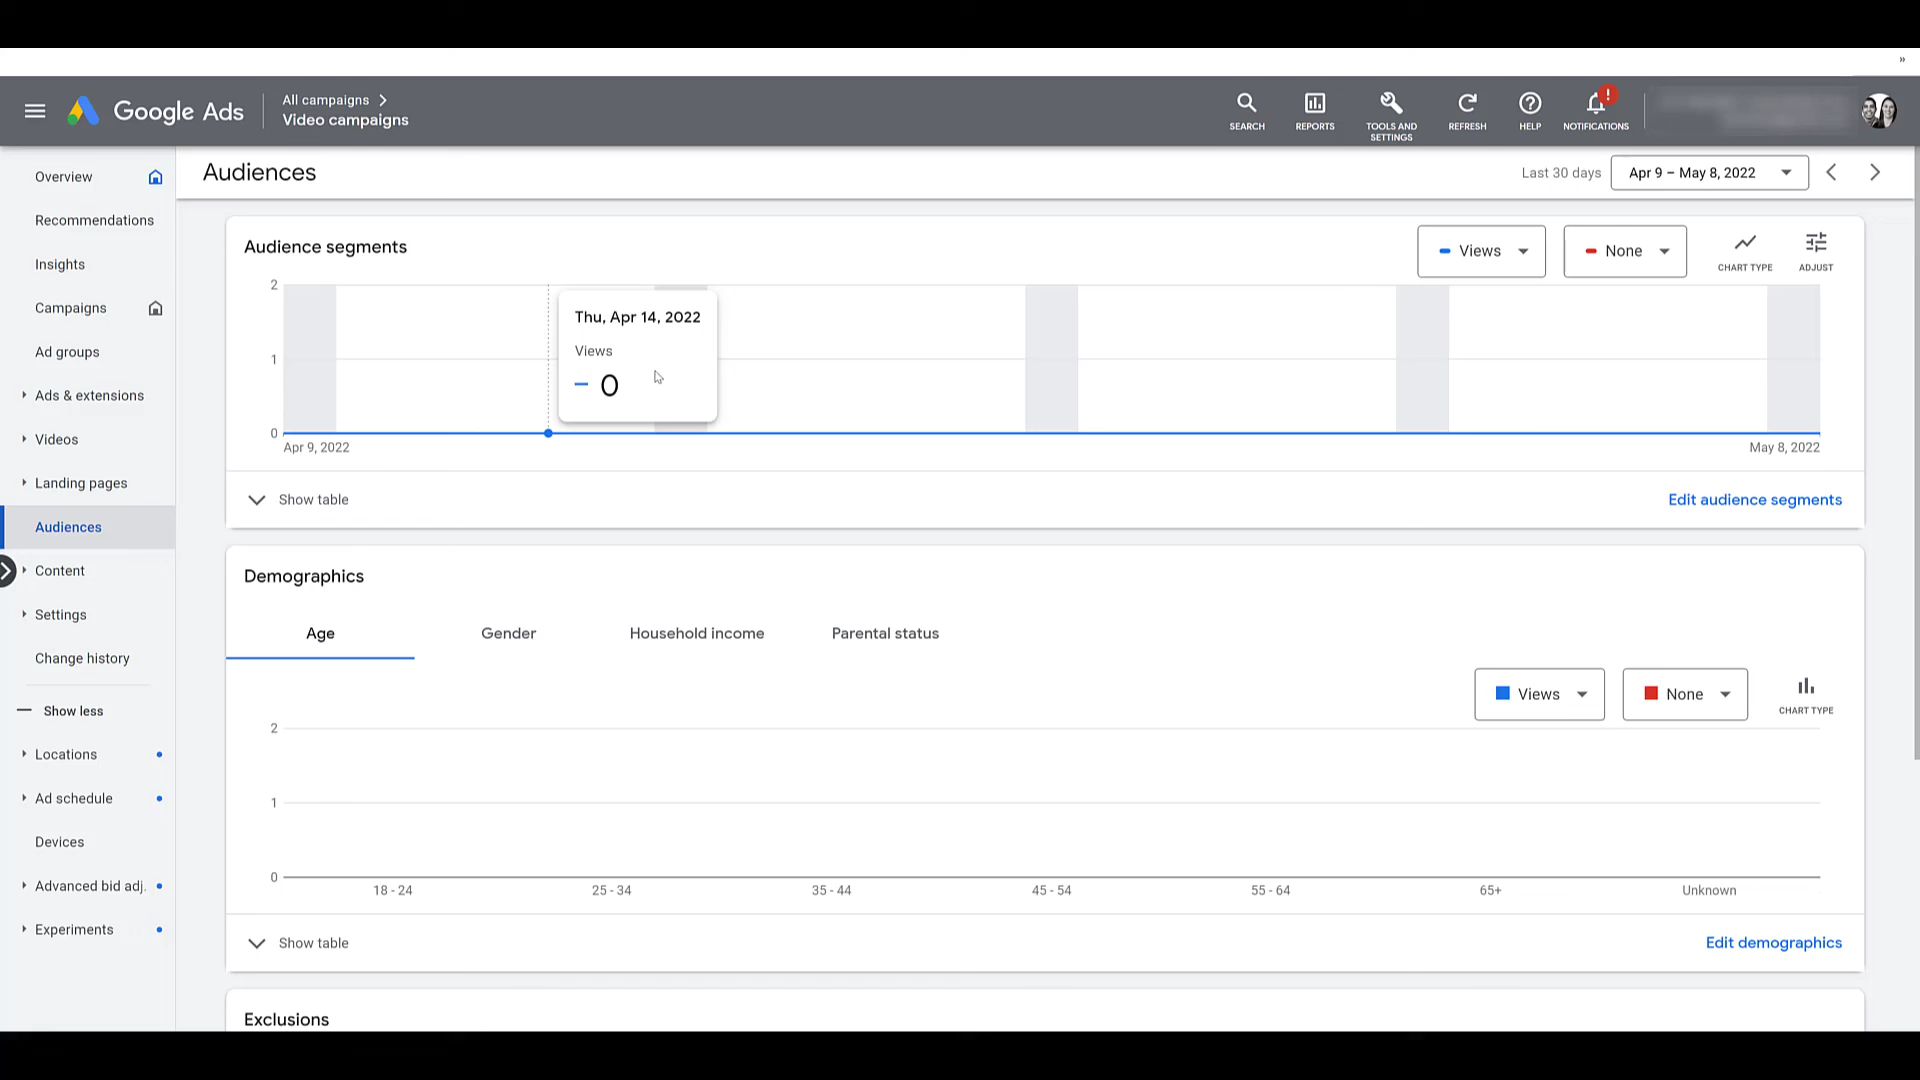 »
Google Ads
All campaigns
Video campaigns
SEARCH
REPORTS
TOOLS AND
SETTINGS
REFRESH
HELP
!
NOTIFICATIONS
Overview
Recommendations
Insights
Campaigns
Ad groups
Ads & extensions
Videos
Landing pages
Audiences
Content
Settings
Change history
Show less
Locations
Ad schedule
Devices
Advanced bid adj.
Experiments
Audiences
Last 30 days
Apr 9 – May 8, 2022
Audience segments
Views
None
CHART TYPE
ADJUST
2
1
0
Thu, Apr 14, 2022
Views
0
Apr 9, 2022
May 8, 2022
Show table
Edit audience segments
Demographics
Age
Gender
Household income
Parental status
Views
None
CHART TYPE
2
1
0
18 - 24
25 - 34
35 - 44
45 - 54
55 - 64
65+
Unknown
Show table
Edit demographics
Exclusions